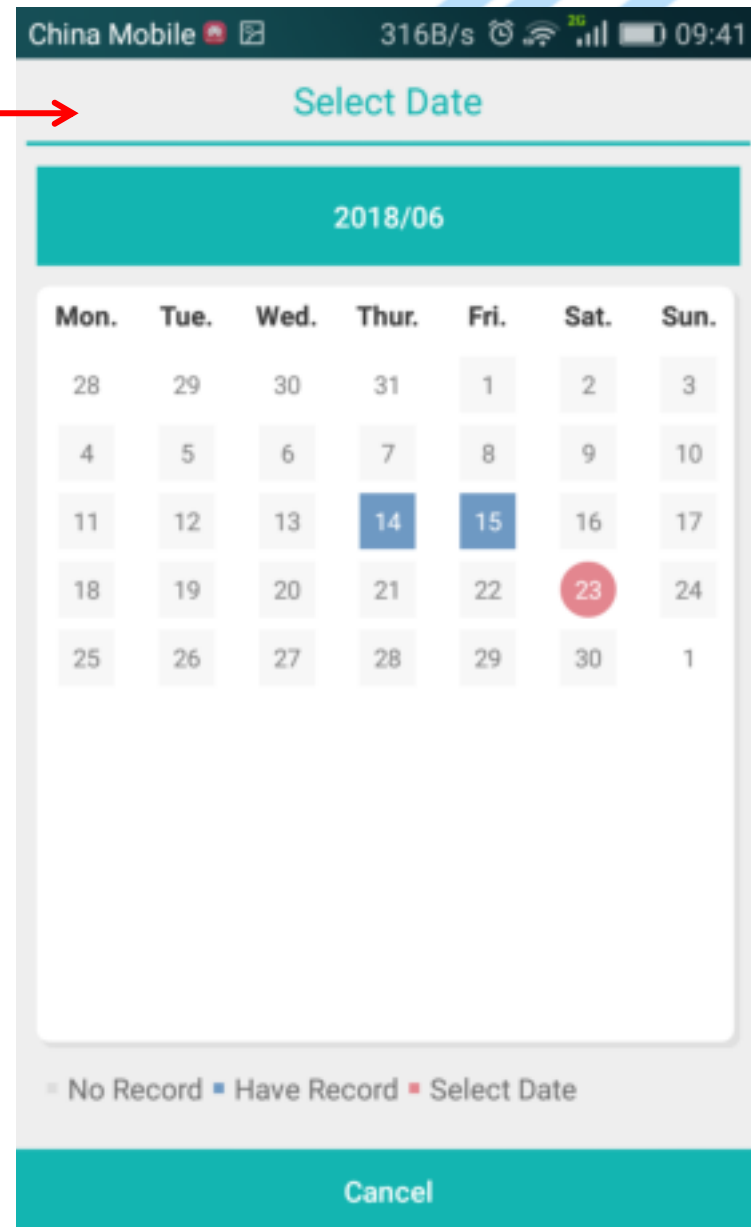 China Mobile 316B/s 2G 09:41
Select Date
2018/06
Mon. Tue. Wed. Thur. Fri. Sat. Sun.
28 29 30 31 1 2 3
4 5 6 7 8 9 10
11 12 13 14 15 16 17
18 19 20 21 22 23 24
25 26 27 28 29 30 1
No Record Have Record Select Date
Cancel